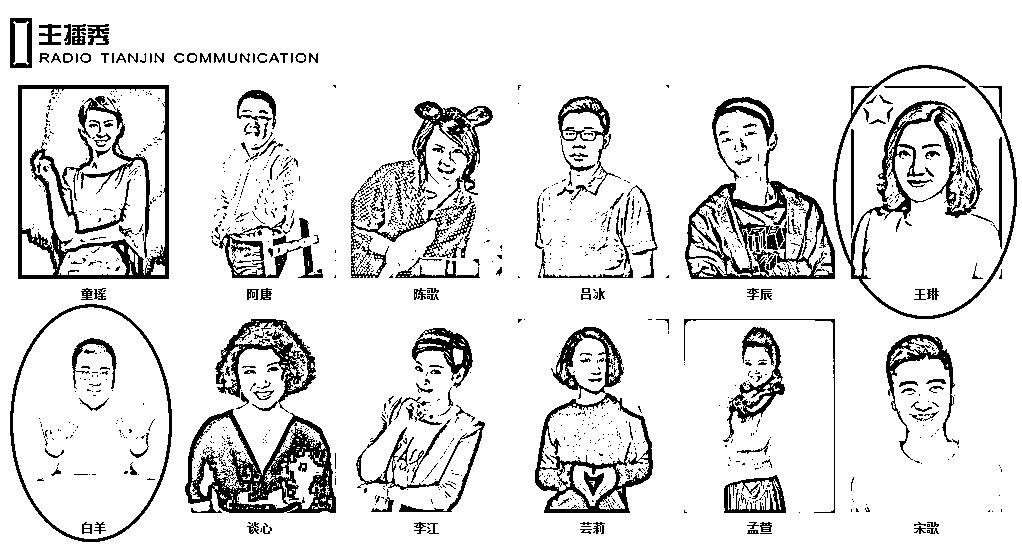 主播秀
RADIO TIANJIN COMMUNICATION
童瑶
阿唐
陈歌
吕冰
李辰
王琳
白羊
谈心
李江
芸莉
孟萱
宋歌